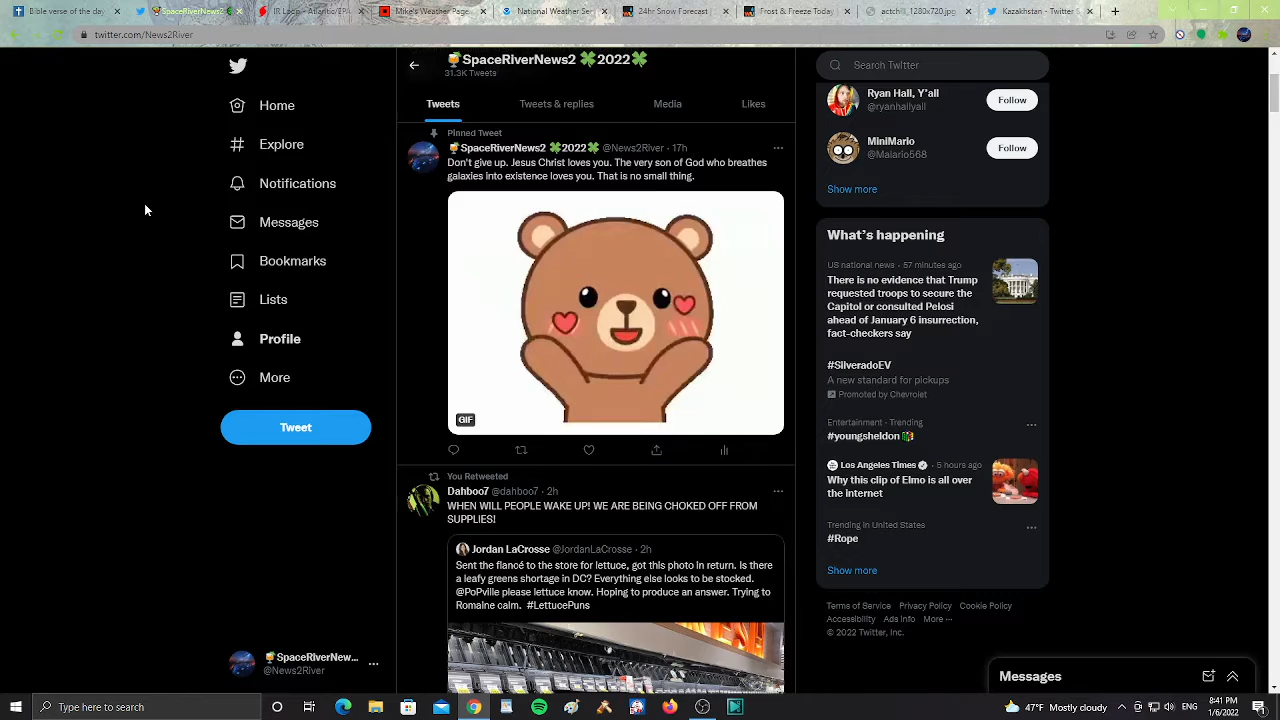 Bible verse of the day
SpaceRiverNews2
IR Loop - Atlantic/EPA
Mike's Weather Page
National Weather Ser
24hr Snow Forecast
Frost & Freeze Tools
1280x720.jpg
Kazakhstan - Twitter
twitter.com/News2River
SpaceRiverNews2 🍀2022🍀
31.3K Tweets
Tweets
Tweets & replies
Media
Likes
Home
Explore
Notifications
Messages
Bookmarks
Lists
Profile
More
Tweet
SpaceRiverNew...
@News2River
Pinned Tweet
SpaceRiverNews2 🍀2022🍀 @News2River · 17h
Don't give up. Jesus Christ loves you. The very son of God who breathes
galaxies into existence loves you. That is no small thing.
GIF
You Retweeted
Dahboo7 @dahboo7 · 2h
WHEN WILL PEOPLE WAKE UP! WE ARE BEING CHOKED OFF FROM
SUPPLIES!
Jordan LaCrosse @JordanLaCrosse · 2h
Sent the fiancé to the store for lettuce, got this photo in return. Is there
a leafy greens shortage in DC? Everything else looks to be stocked.
@PoPville please lettuce know. Hoping to produce an answer. Trying to
Romaine calm. #LettucePuns
Search Twitter
Ryan Hall, Y'all
@ryanhallyall
Follow
MiniMario
@Malario568
Follow
Show more
What's happening
US national news · 57 minutes ago
There is no evidence that Trump
requested troops to secure the
Capitol or consulted Pelosi
ahead of January 6 insurrection,
fact-checkers say
#SilveradoEV
A new standard for pickups
Promoted by Chevrolet
Entertainment · Trending
#youngsheldon
Los Angeles Times · 5 hours ago
Why this clip of Elmo is all over
the internet
Trending in United States
#Rope
Show more
Terms of Service Privacy Policy Cookie Policy
Accessibility Ads info More ···
© 2022 Twitter, Inc.
Messages
Type here to search
47°F Mostly cloudy
8:41 PM
1/6/2022